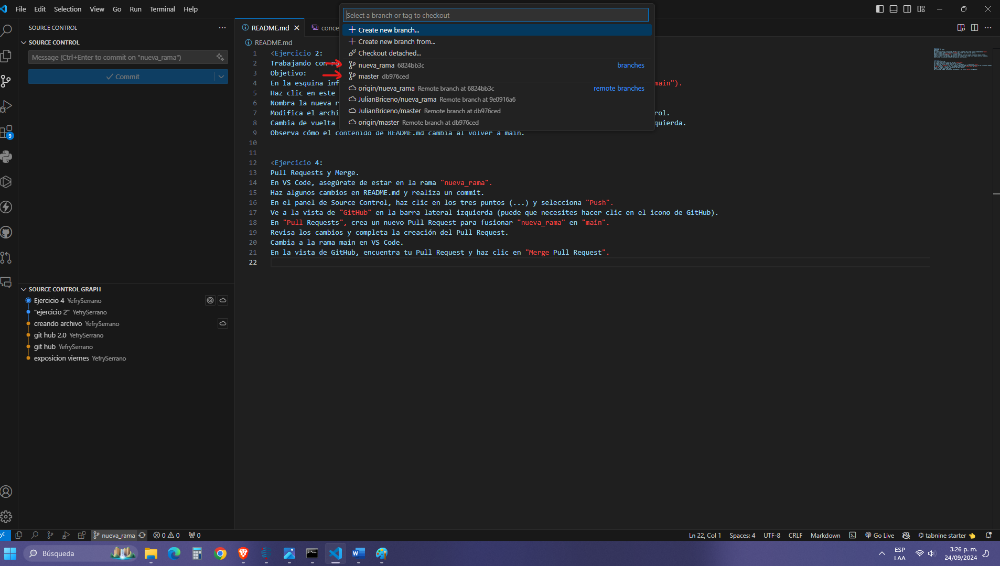 File Edit Selection View Go Run Terminal Help
Select a branch or tag to checkout
Create new branch...
Create new branch from...
Checkout detached...
nueva_rama 6824bb3c branches
master db976ced
origin/nueva_rama Remote branch at 6824bb3c remote branches
JulianBriceno/nueva_rama Remote branch at 9e0916a6
JulianBriceno/master Remote branch at db976ced
origin/master Remote branch at db976ced
SOURCE CONTROL
SOURCE CONTROL
Message (Ctrl+Enter to commit on "nueva_rama")
Commit
9
SOURCE CONTROL GRAPH
Ejercicio 4 YefrySerrano
"ejercicio 2" YefrySerrano
creando archivo YefrySerrano
git hub 2.0 YefrySerrano
git hub YefrySerrano
exposicion viernes YefrySerrano
README.md conce
README.md
1 <Ejercicio 2:
2 Trabajando con
3 Objetivo:
4 En la esquina inf main").
5 Haz clic en este
6 Nombra la nueva r
7 Modifica el archi rol.
8 Cambia de vuelta quierda.
9 Observa cómo el contenido de README.md cambia al volver a main.
10
11
12 <Ejercicio 4:
13 Pull Requests y Merge.
14 En VS Code, asegúrate de estar en la rama "nueva_rama".
15 Haz algunos cambios en README.md y realiza un commit.
16 En el panel de Source Control, haz clic en los tres puntos (...) y selecciona "Push".
17 Ve a la vista de "GitHub" en la barra lateral izquierda (puede que necesites hacer clic en el icono de GitHub).
18 En "Pull Requests", crea un nuevo Pull Request para fusionar "nueva_rama" en "main".
19 Revisa los cambios y completa la creación del Pull Request.
20 Cambia a la rama main en VS Code.
21 En la vista de GitHub, encuentra tu Pull Request y haz clic en "Merge Pull Request".
22
nueva_rama 0 0 0 Ln 22, Col 1 Spaces: 4 UTF-8 CRLF Markdown Go Live tabnine starter
Búsqueda
ESP
LAA
3:26 p. m.
24/09/2024